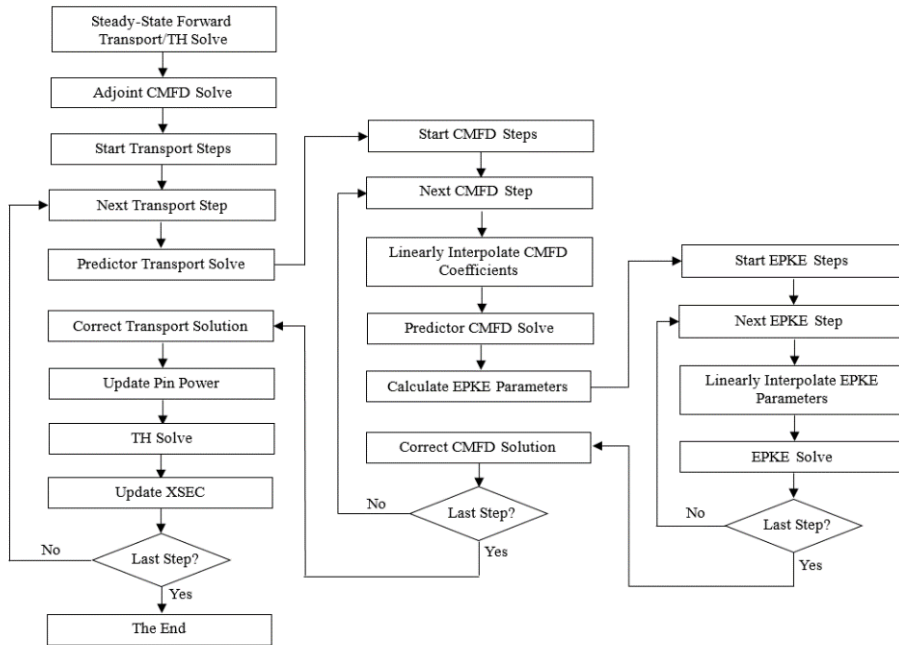 Steady-State Forward
Transport/TH Solve
Adjoint CMFD Solve
Start Transport Steps
Next Transport Step
Predictor Transport Solve
Correct Transport Solution
Update Pin Power
TH Solve
Update XSEC
No
Last Step?
Yes
The End
Start CMFD Steps
Next CMFD Step
Linearly Interpolate CMFD
Coefficients
Predictor CMFD Solve
Calculate EPKE Parameters
Correct CMFD Solution
No
Last Step?
Yes
Start EPKE Steps
Next EPKE Step
Linearly Interpolate EPKE
Parameters
EPKE Solve
No
Last Step?
Yes